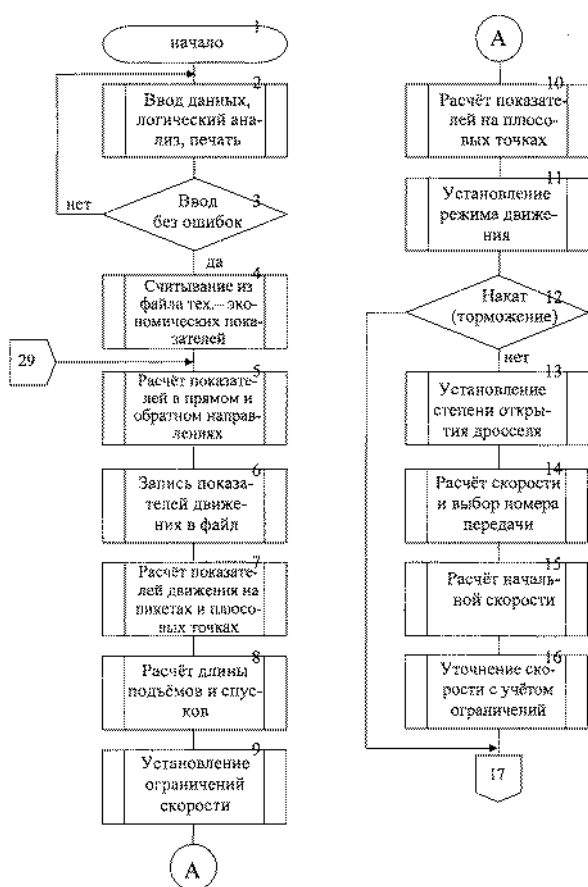 1
начало
2
Ввод данных,
логический ана-
лиз, печать
3
нет
Ввод
без ошибок
да
4
Считывание из
файла тех.– эко-
номических пока-
зателей
29
5
Расчёт показате-
лей в прямом и
обратном направ-
лениях
6
Запись показа-
телей движе-
ния в файл
7
Расчёт показате-
лей движения на
пикетах и плюсо-
вых точках
8
Расчёт длины
подъёмов и спус-
ков
9
Установление
ограничений
скорости
А
А
10
Расчёт показате-
лей на плюсо-
вых точках
11
Установление
режима движе-
ния
12
Накат
(торможение)
нет
13
Установление
степени откры-
тия дросселя
14
Расчёт скорости
и выбор номера
передачи
15
Расчёт началь-
ной скорости
16
Уточнение ско-
рости с учётом
ограничений
17